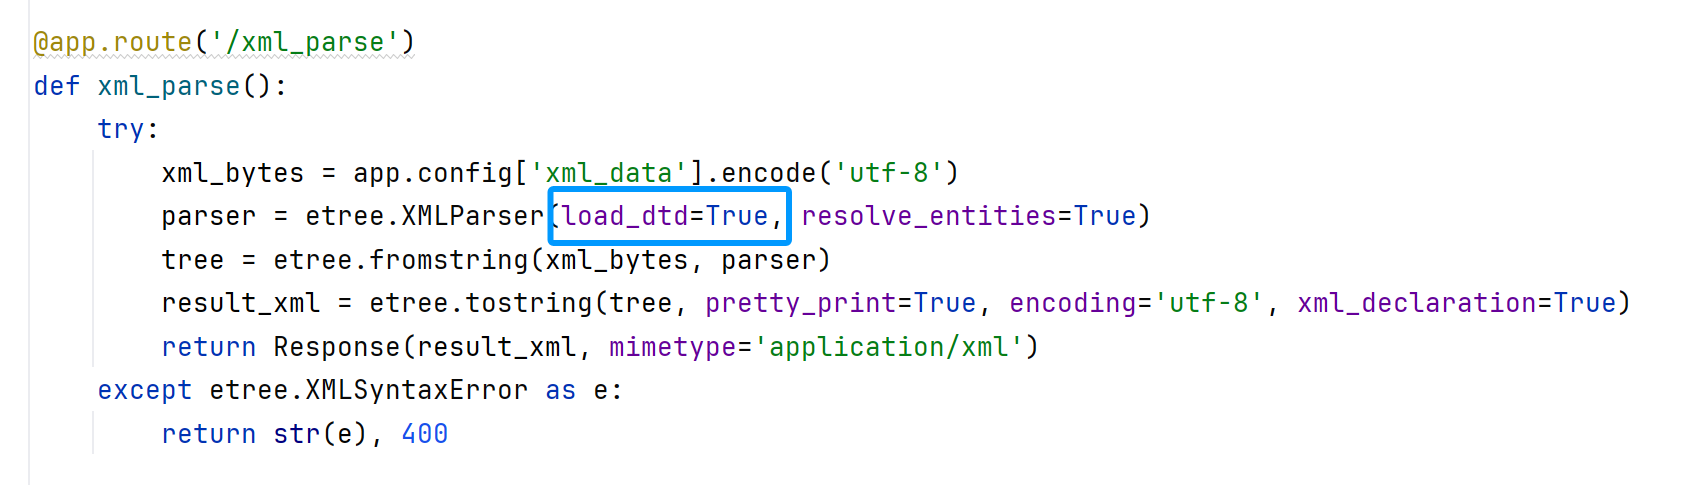 @app.route('/xml_parse')
def xml_parse():
    try:
        xml_bytes = app.config['xml_data'].encode('utf-8')
        parser = etree.XMLParser(load_dtd=True, resolve_entities=True)
        tree = etree.fromstring(xml_bytes, parser)
        result_xml = etree.tostring(tree, pretty_print=True, encoding='utf-8', xml_declaration=True)
        return Response(result_xml, mimetype='application/xml')
    except etree.XMLSyntaxError as e:
        return str(e), 400